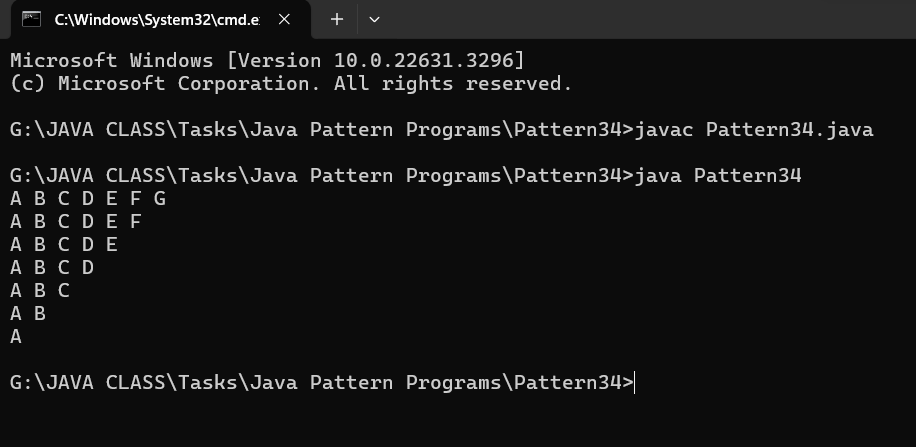 C:\Windows\System32\cmd.e
Microsoft Windows [Version 10.0.22631.3296]
(c) Microsoft Corporation. All rights reserved.
G:\JAVA CLASS\Tasks\Java Pattern Programs\Pattern34>javac Pattern34.java
G:\JAVA CLASS\Tasks\Java Pattern Programs\Pattern34>java Pattern34
A B C D E F G
A B C D E F
A B C D E
A B C D
A B C
A B
A
G:\JAVA CLASS\Tasks\Java Pattern Programs\Pattern34>